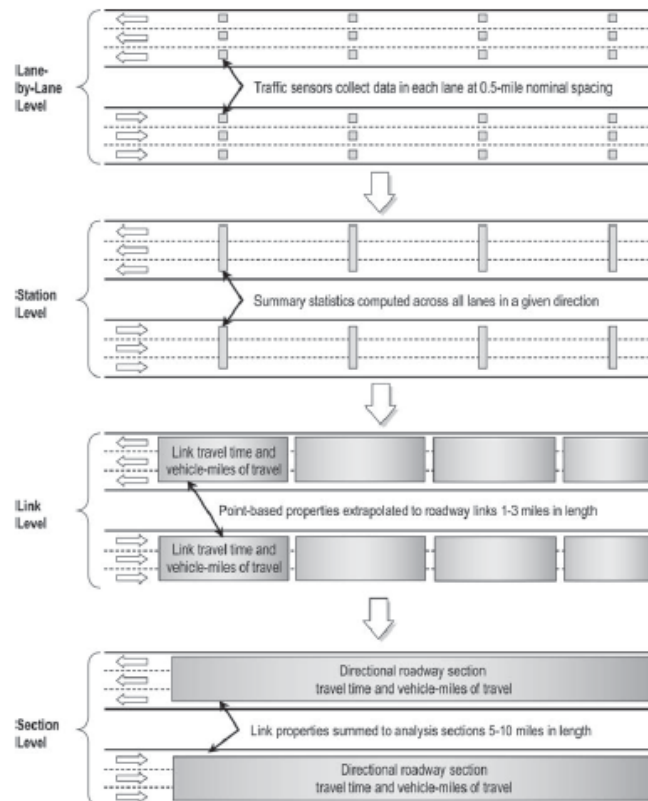 Lane-
by-Lane
Level
Traffic sensors collect data in each lane at 0.5-mile nominal spacing
Station
Level
Summary statistics computed across all lanes in a given direction
Link travel time and
vehicle-miles of travel
Link
Level
Point-based properties extrapolated to roadway links 1-3 miles in length
Link travel time and
vehicle-miles of travel
Directional roadway section
travel time and vehicle-miles of travel
Section
Level
Link properties summed to analysis sections 5-10 miles in length
Directional roadway section
travel time and vehicle-miles of travel